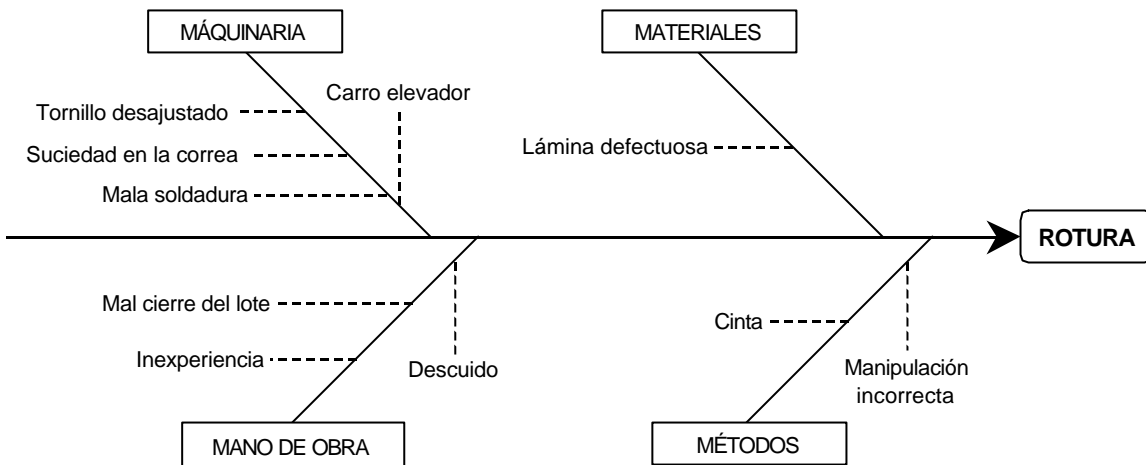 MÁQUINARIA
MATERIALES
Carro elevador
Tornillo desajustado
Lámina defectuosa
Suciedad en la correa
Mala soldadura
ROTURA
Mal cierre del lote
Cinta
Inexperiencia
Descuido
Manipulación
incorrecta
MANO DE OBRA
MÉTODOS